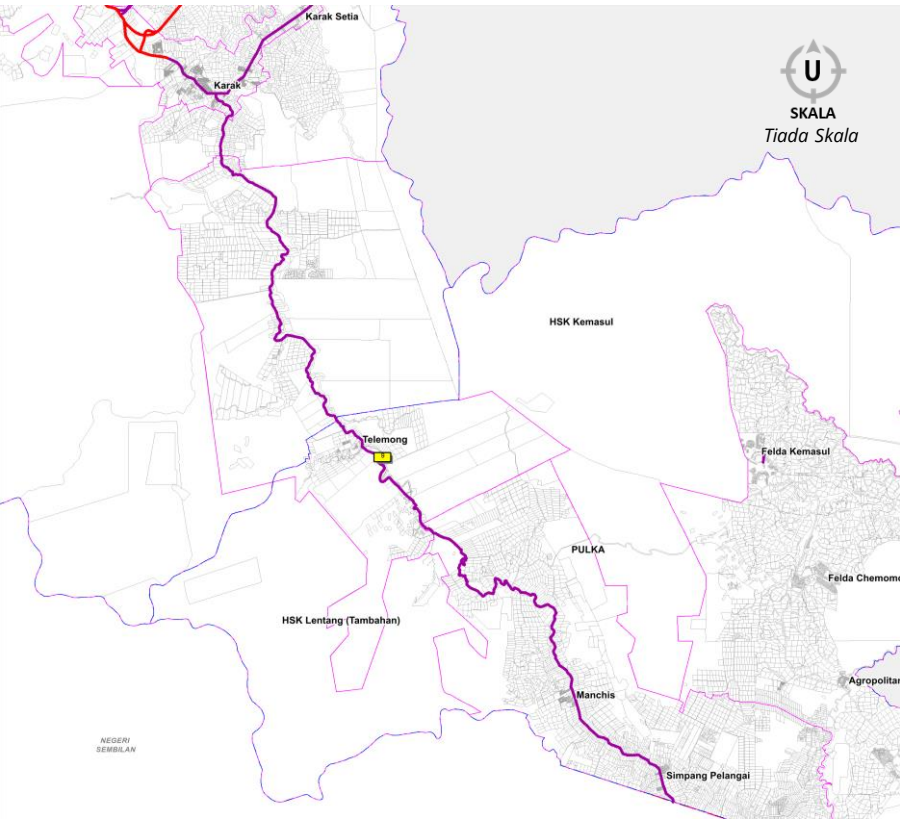 Karak Setia
Karak
U
SKALA
Tiada Skala
HSK Kemasul
Telemong
Felda Kemasul
PULKA
Felda Chemomo
HSK Lentang (Tambahan)
Agropolitan
Manchis
NEGERI
SEMBILAN
Simpang Pelangai